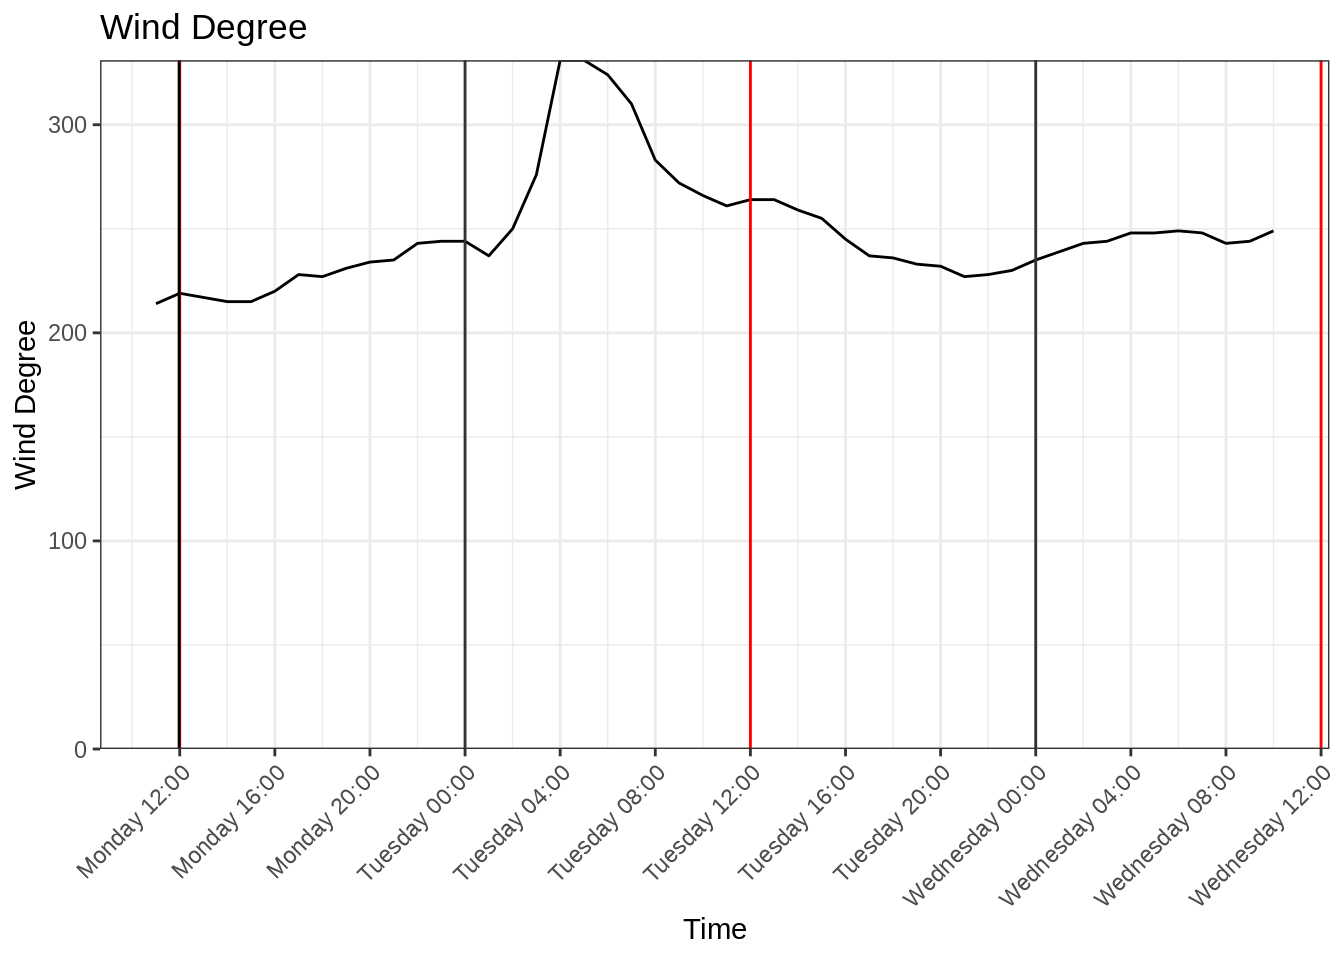 Wind Degree
Wind Degree
300
200
100
0
Monday 12:00
Monday 16:00
Monday 20:00
Tuesday 00:00
Tuesday 04:00
Tuesday 08:00
Tuesday 12:00
Tuesday 16:00
Tuesday 20:00
Wednesday 00:00
Wednesday 04:00
Wednesday 08:00
Wednesday 12:00
Time